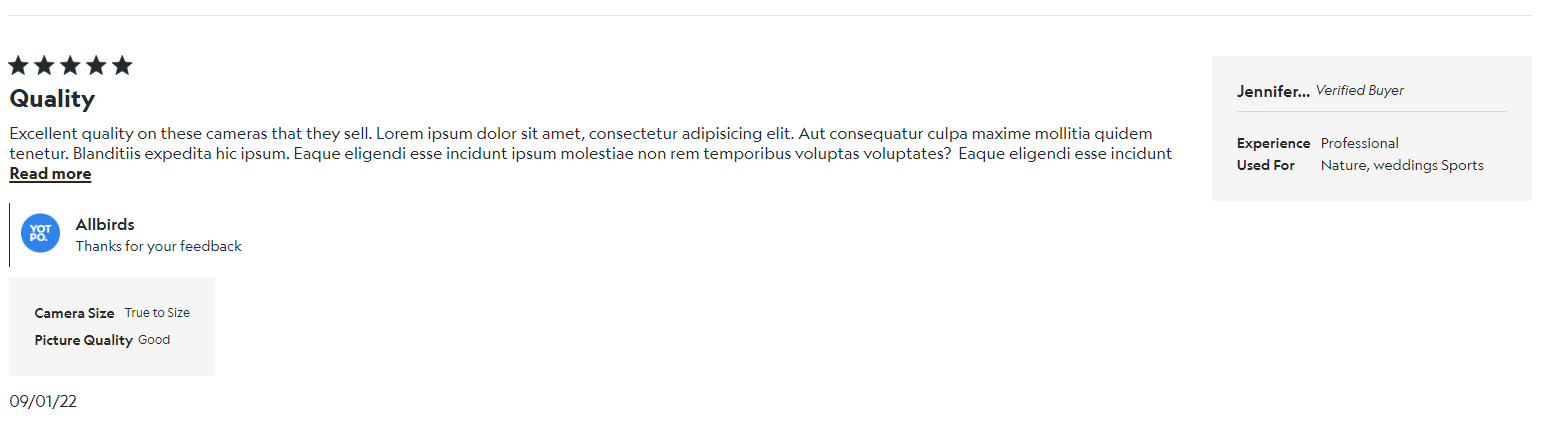 Quality
Excellent quality on these cameras that they sell. Lorem ipsum dolor sit amet, consectetur adipisicing elit. Aut consequatur culpa maxime mollitia quidem
tenetur. Blanditiis expedita hic ipsum. Eaque eligendi esse incidunt ipsum molestiae non rem temporibus voluptas voluptates? Eaque eligendi esse incidunt
Read more
YOT
PO.
Allbirds
Thanks for your feedback
Camera Size True to Size
Picture Quality Good
09/01/22
Jennifer... Verified Buyer
Experience Professional
Used For Nature, weddings Sports